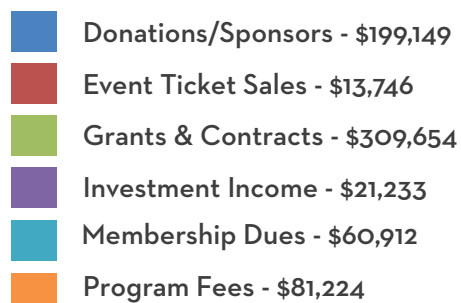 Donations/Sponsors - $199,149
Event Ticket Sales - $13,746
Grants & Contracts - $309,654
Investment Income - $21,233
Membership Dues - $60,912
Program Fees - $81,224